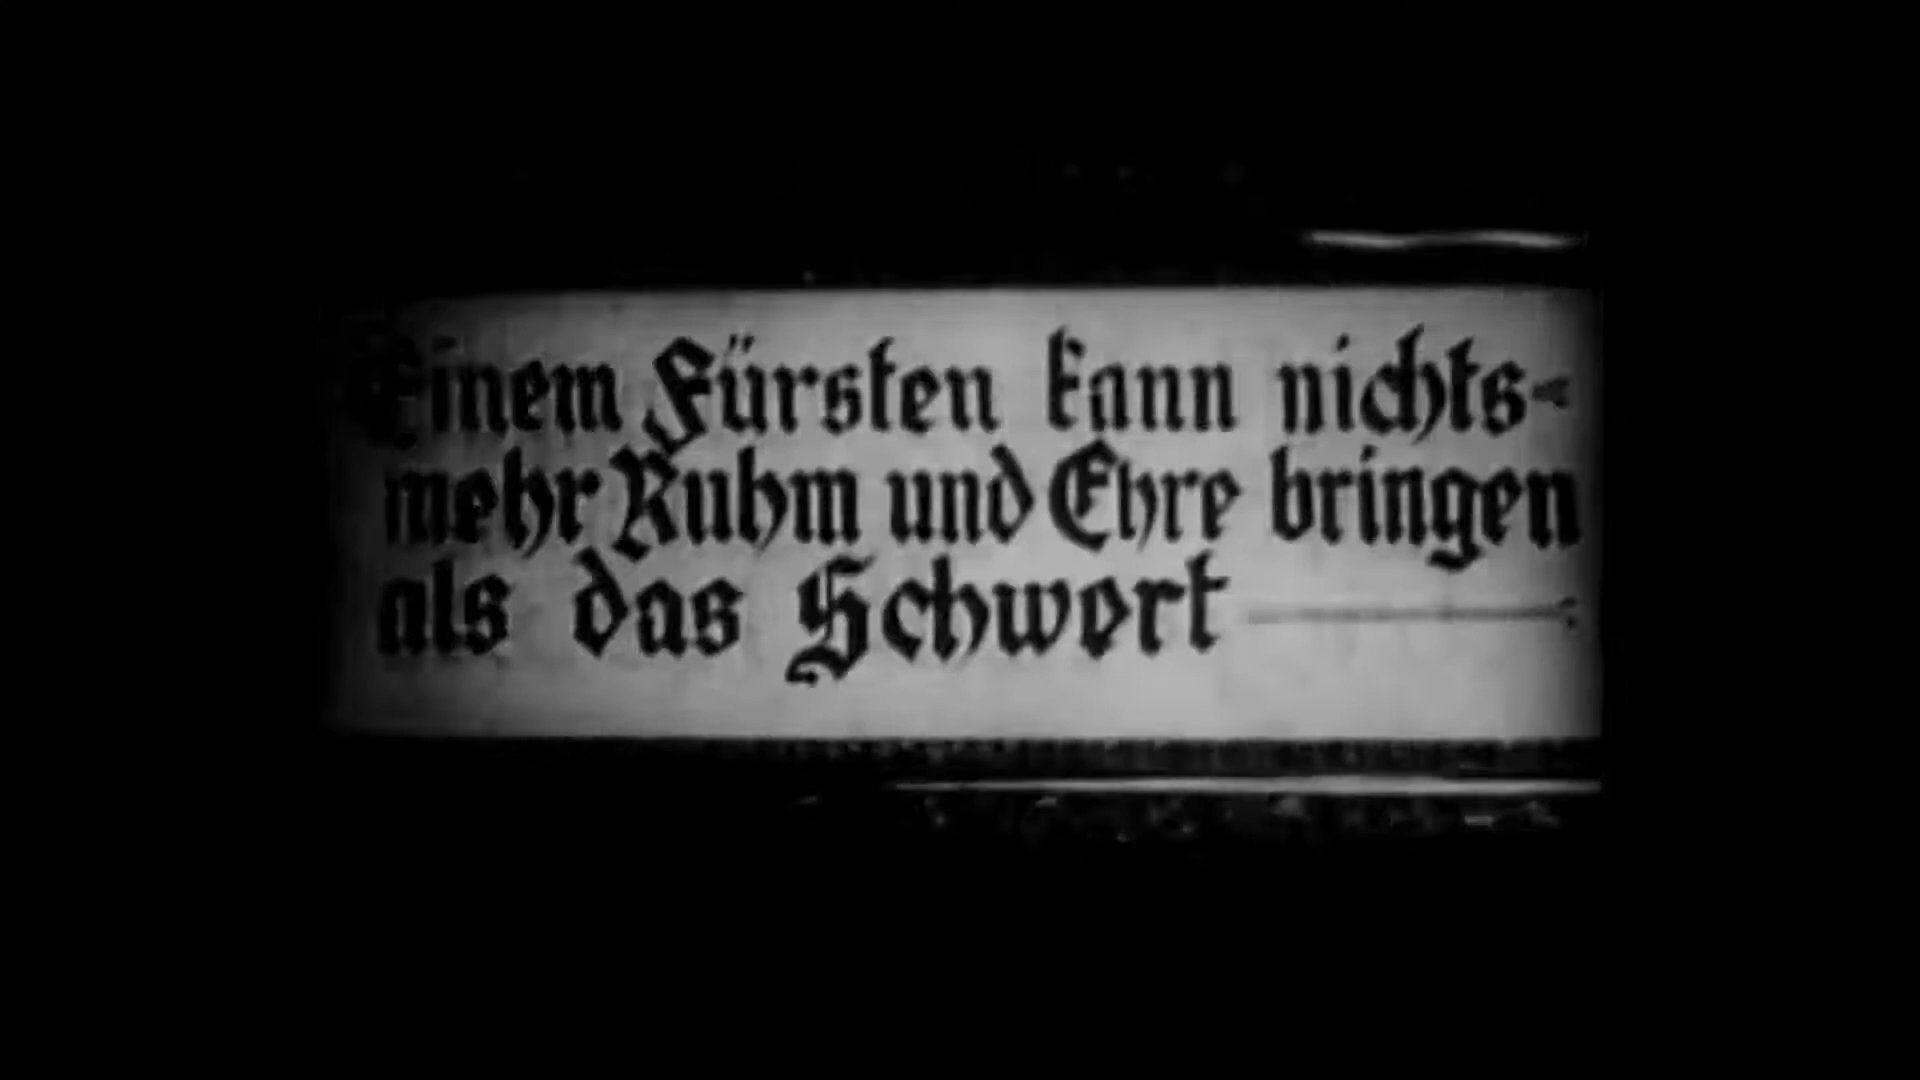 Einem Fürsten kann nichts-
mehr Ruhm und Ehre bringen
als das Schwert —: